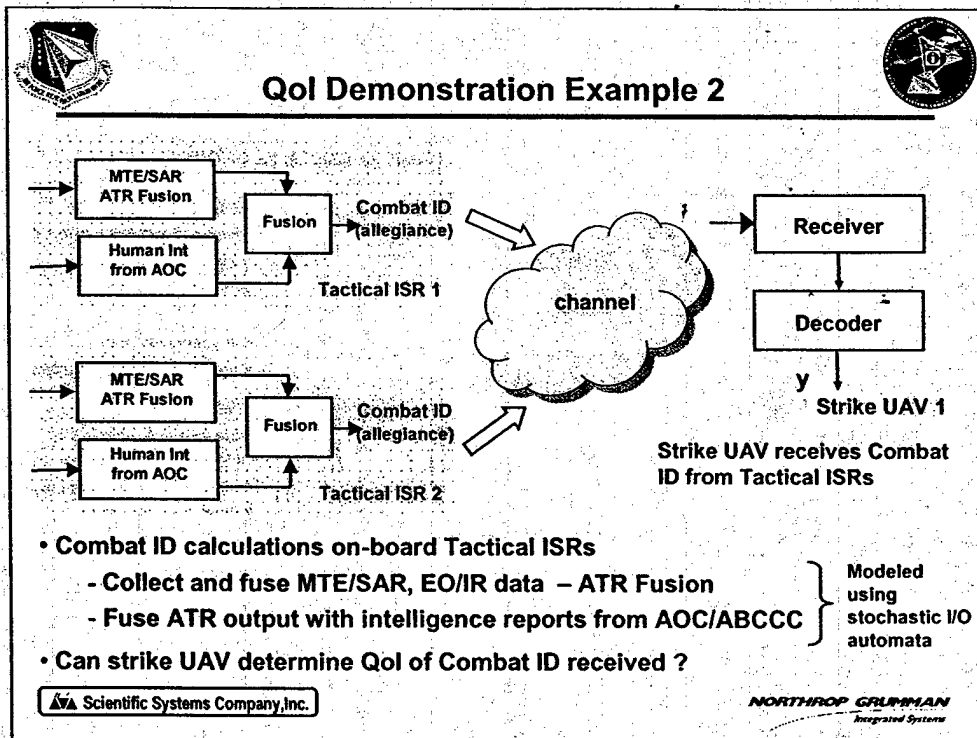 QoI Demonstration Example 2
MTE/SAR
ATR Fusion
Human Int
from AOC
Fusion
Combat ID
(allegiance)
Tactical ISR 1
MTE/SAR
ATR Fusion
Human Int
from AOC
Fusion
Combat ID
(allegiance)
Tactical ISR 2
channel
Receiver
Decoder
y
Strike UAV 1
Strike UAV receives Combat
ID from Tactical ISRs
• Combat ID calculations on-board Tactical ISRs
- Collect and fuse MTE/SAR, EO/IR data – ATR Fusion
- Fuse ATR output with intelligence reports from AOC/ABCCC
Modeled
using
stochastic I/O
automata
• Can strike UAV determine QoI of Combat ID received ?
Scientific Systems Company,Inc.
NORTHROP GRUMMAN
Integrated Systems